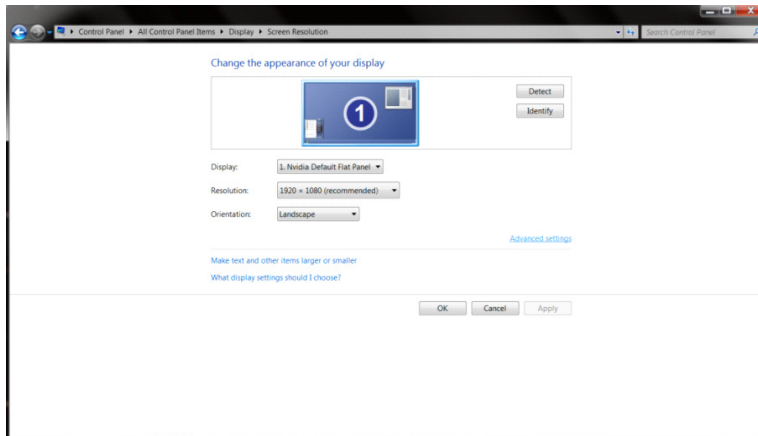 Control Panel ▸ All Control Panel Items ▸ Display ▸ Screen Resolution
Search Control Panel
Change the appearance of your display
1
Detect
Identify
Display: 1. Nvidia Default Flat Panel
Resolution: 1920 × 1080 (recommended)
Orientation: Landscape
Advanced settings
Make text and other items larger or smaller
What display settings should I choose?
OK Cancel Apply